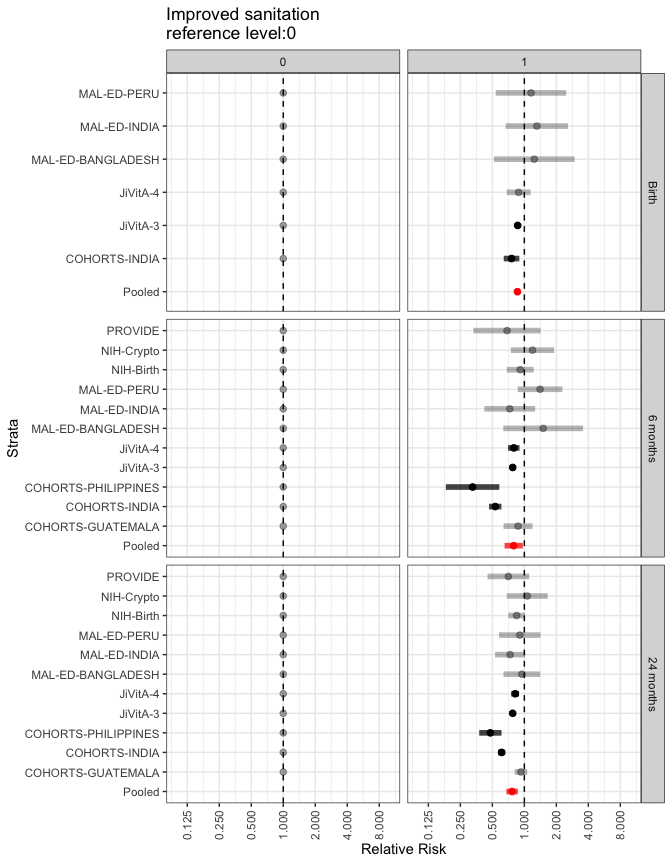 Improved sanitation
reference level:0
0
1
MAL-ED-PERU
MAL-ED-INDIA
MAL-ED-BANGLADESH
JiVitA-4
JiVitA-3
COHORTS-INDIA
Pooled
Birth
PROVIDE
NIH-Crypto
NIH-Birth
MAL-ED-PERU
MAL-ED-INDIA
MAL-ED-BANGLADESH
JiVitA-4
JiVitA-3
COHORTS-PHILIPPINES
COHORTS-INDIA
COHORTS-GUATEMALA
Pooled
6 months
Strata
PROVIDE
NIH-Crypto
NIH-Birth
MAL-ED-PERU
MAL-ED-INDIA
MAL-ED-BANGLADESH
JiVitA-4
JiVitA-3
COHORTS-PHILIPPINES
COHORTS-INDIA
COHORTS-GUATEMALA
Pooled
24 months
0.125
0.250
0.500
1.000
2.000
4.000
8.000
0.125
0.250
0.500
1.000
2.000
4.000
8.000
Relative Risk